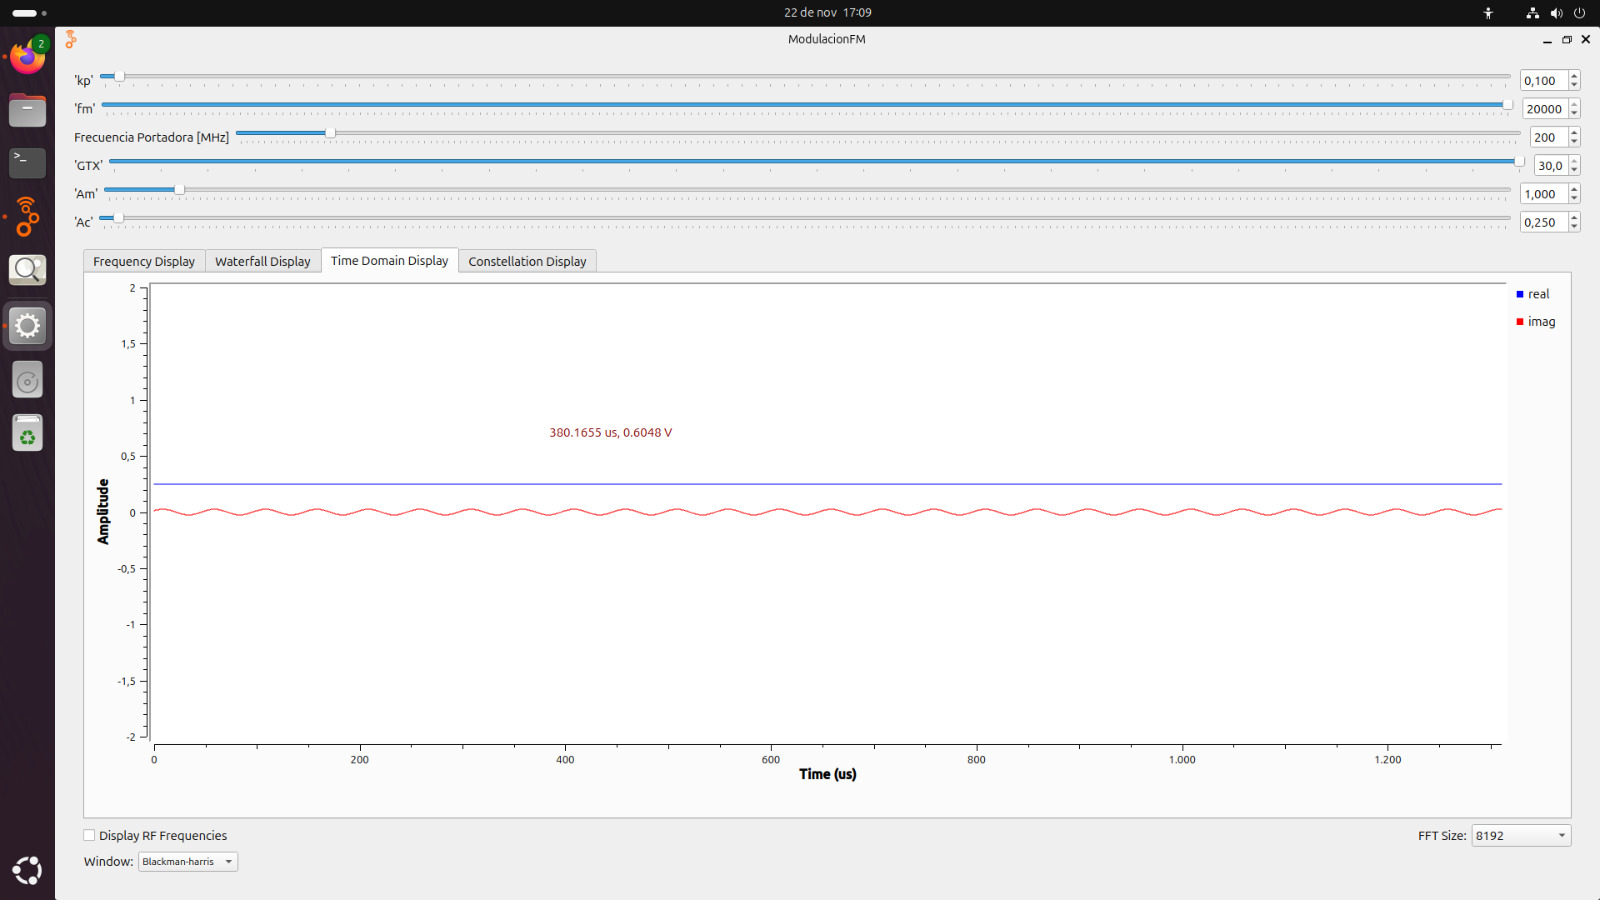 22 de nov 17:09
2
ModulacionFM
'kp' 0,100
'fm' 20000
Frecuencia Portadora [MHz] 200
'GTX' 30,0
'Am' 1,000
'Ac' 0,250
Frequency Display Waterfall Display Time Domain Display Constellation Display
2
1,5
1
0,5
0
-0,5
-1
-1,5
-2
Amplitude
380.1655 us, 0.6048 V
real
imag
0 200 400 600 800 1.000 1.200
Time (us)
Display RF Frequencies
FFT Size: 8192
Window: Blackman-harris